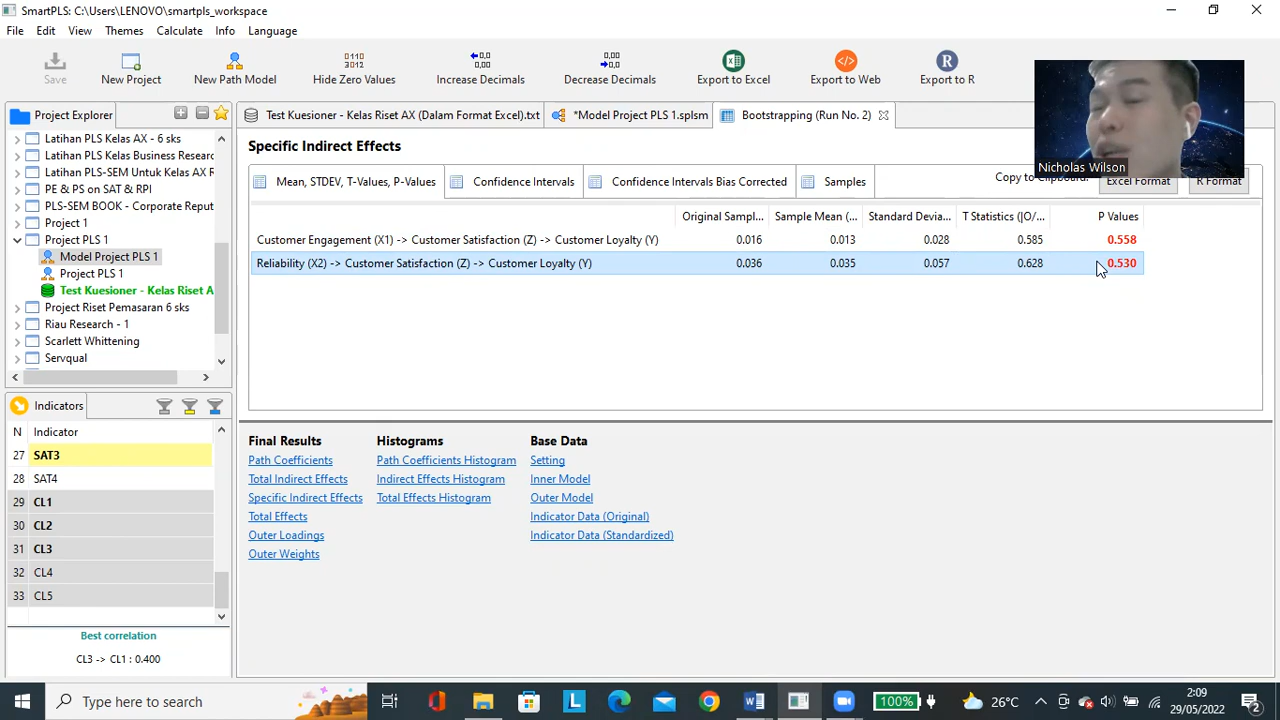 SmartPLS: C:\Users\LENOVO\smartpls_workspace
File Edit View Themes Calculate Info Language
Save New Project New Path Model Hide Zero Values Increase Decimals Decrease Decimals Export to Excel Export to Web Export to R
Project Explorer
Test Kuesioner - Kelas Riset AX (Dalam Format Excel).txt *Model Project PLS 1.splsm Bootstrapping (Run No. 2)
Latihan PLS Kelas AX - 6 sks
Latihan PLS Kelas Business Researc
Latihan PLS-SEM Untuk Kelas AX R
PE & PS on SAT & RPI
PLS-SEM BOOK - Corporate Reput
Project 1
Project PLS 1
Model Project PLS 1
Project PLS 1
Test Kuesioner - Kelas Riset A
Project Riset Pemasaran 6 sks
Riau Research - 1
Scarlett Whittening
Servqual
Specific Indirect Effects
Nicholas Wilson
Mean, STDEV, T-Values, P-Values Confidence Intervals Confidence Intervals Bias Corrected Samples Copy to Clipboard: Excel Format R Format
Original Sampl... Sample Mean (... Standard Devia... T Statistics (|O/... P Values
Customer Engagement (X1) -> Customer Satisfaction (Z) -> Customer Loyalty (Y) 0.016 0.013 0.028 0.585 0.558
Reliability (X2) -> Customer Satisfaction (Z) -> Customer Loyalty (Y) 0.036 0.035 0.057 0.628 0.530
Indicators
N Indicator
27 SAT3
28 SAT4
29 CL1
30 CL2
31 CL3
32 CL4
33 CL5
Best correlation
CL3 -> CL1 : 0.400
Final Results Histograms Base Data
Path Coefficients Path Coefficients Histogram Setting
Total Indirect Effects Indirect Effects Histogram Inner Model
Specific Indirect Effects Total Effects Histogram Outer Model
Total Effects Indicator Data (Original)
Outer Loadings Indicator Data (Standardized)
Outer Weights
Type here to search 100% 26°C 2:09
29/05/2022 2